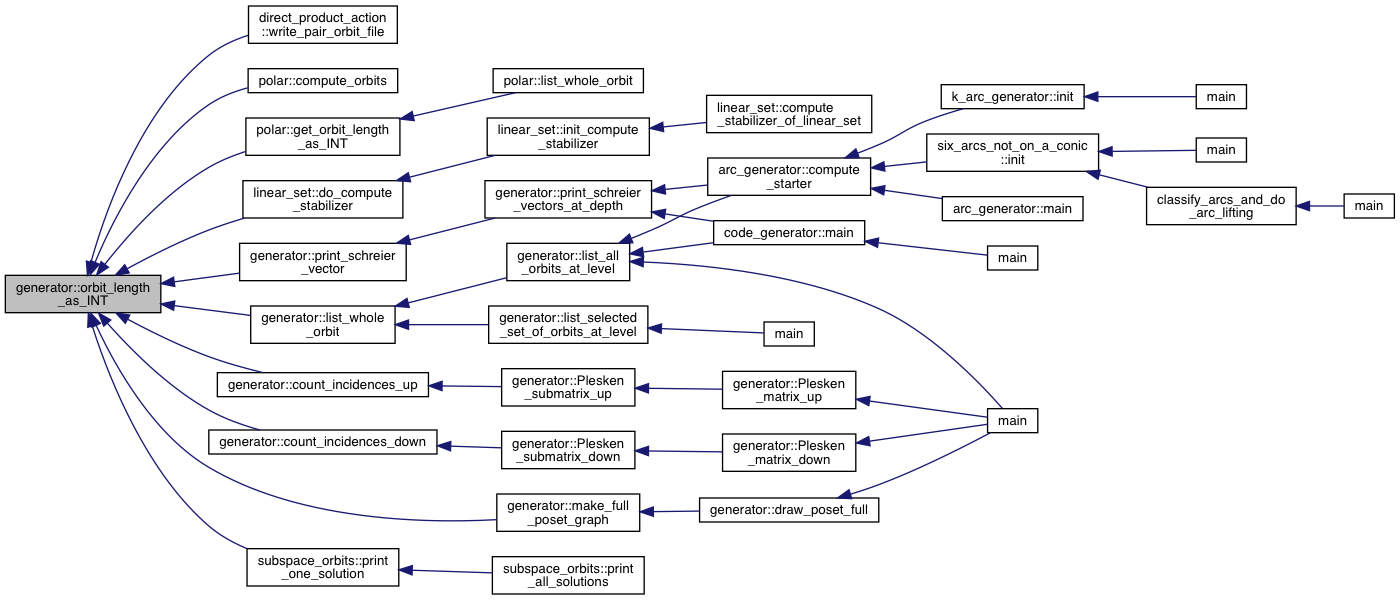 direct_product_action
::write_pair_orbit_file
polar::compute_orbits
polar::list_whole_orbit
k_arc_generator::init
main
linear_set::compute
_stabilizer_of_linear_set
polar::get_orbit_length
_as_INT
linear_set::init_compute
_stabilizer
six_arcs_not_on_a_conic
::init
main
arc_generator::compute
_starter
linear_set::do_compute
_stabilizer
generator::print_schreier
_vectors_at_depth
arc_generator::main
classify_arcs_and_do
_arc_lifting
main
code_generator::main
generator::print_schreier
_vector
generator::list_all
_orbits_at_level
main
generator::orbit_length
_as_INT
generator::list_whole
_orbit
generator::list_selected
_set_of_orbits_at_level
main
generator::count_incidences_up
generator::Plesken
_submatrix_up
generator::Plesken
_matrix_up
main
generator::count_incidences_down
generator::Plesken
_submatrix_down
generator::Plesken
_matrix_down
generator::make_full
_poset_graph
generator::draw_poset_full
subspace_orbits::print
_one_solution
subspace_orbits::print
_all_solutions